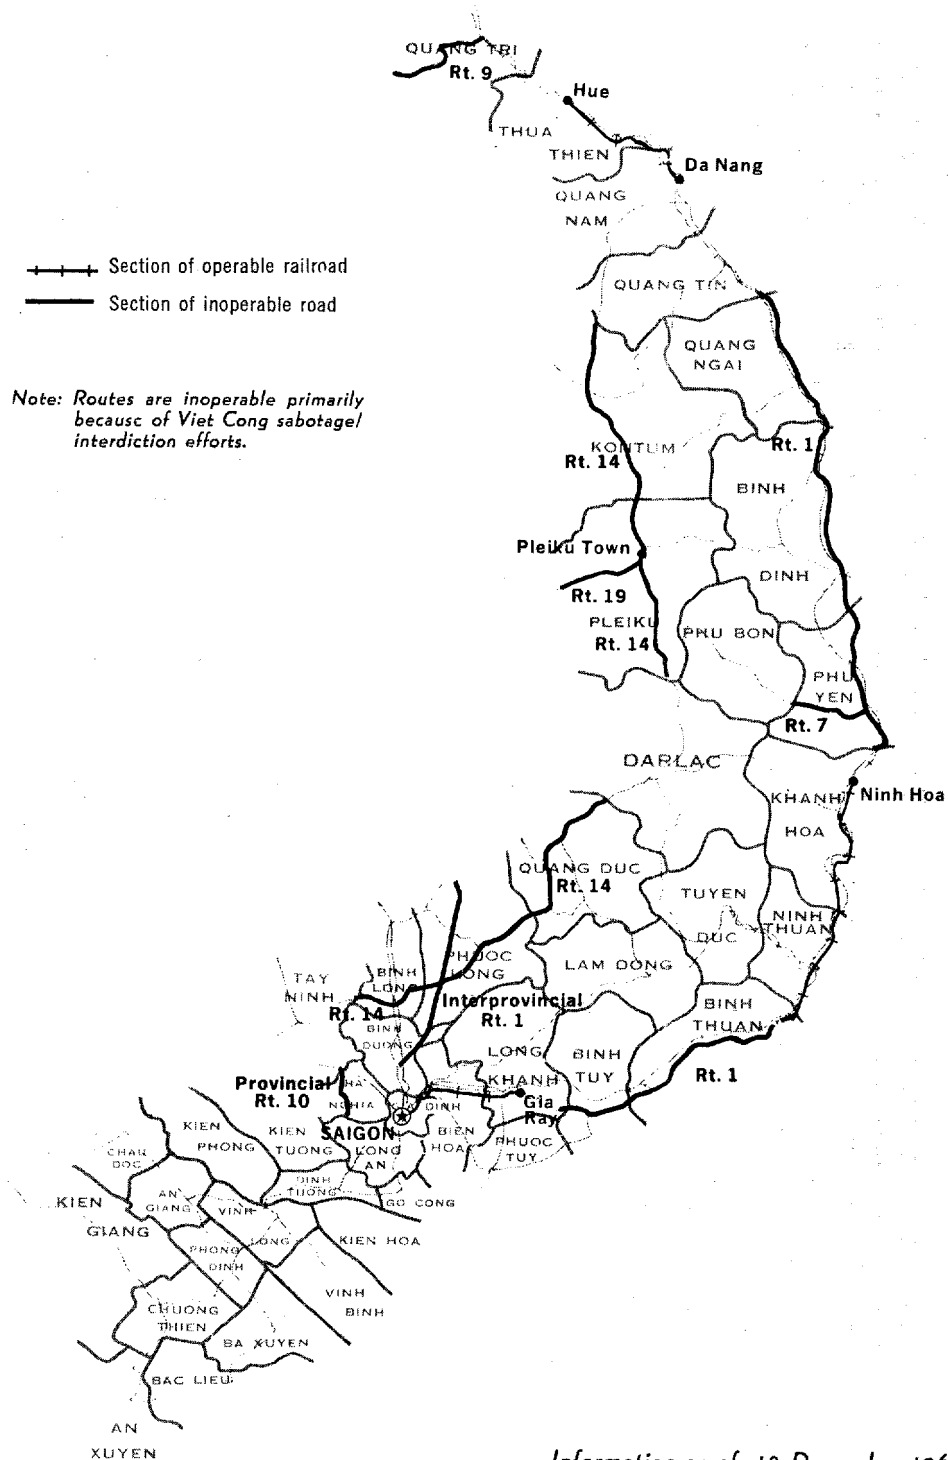 QUANG TRI
Rt. 9
Hue
THUA
THIEN
Da Nang
QUANG
NAM
Section of operable railroad
QUANG TIN
Section of inoperable road
QUANG
NGAI
Note: Routes are inoperable primarily
because of Viet Cong sabotage/
interdiction efforts.
KONTUM
Rt. 14
Rt. 1
BINH
Pleiku Town
DINH
Rt. 19
PLEIKU
Rt. 14
PHU BON
PHU
YEN
Rt. 7
DARLAC
KHANH
HOA
Ninh Hoa
QUANG DUC
Rt. 14
TUYEN
DUC
NINH
THUAN
PHUOC
LONG
LAM DONG
TAY
NINH
BINH
LONG
Interprovincial
Rt. 1
Rt. 14
BINH
THUAN
BINH
DUONG
LONG
KHANH
BINH
TUY
Rt. 1
Provincial
Rt. 10
NGHIA
DINH
Gia
Ray
SAIGON
BIEN
HOA
PHUOC
TUY
KIEN
PHONG
KIEN
TUONG
LONG
AN
CHAU
DOC
DINH
TUONG
GO CONG
KIEN
GIANG
AN
GIANG
VINH
LONG
KIEN HOA
PHONG
DINH
VINH
BINH
CHUONG
THIEN
BA XUYEN
BAC LIEU
AN
XUYEN